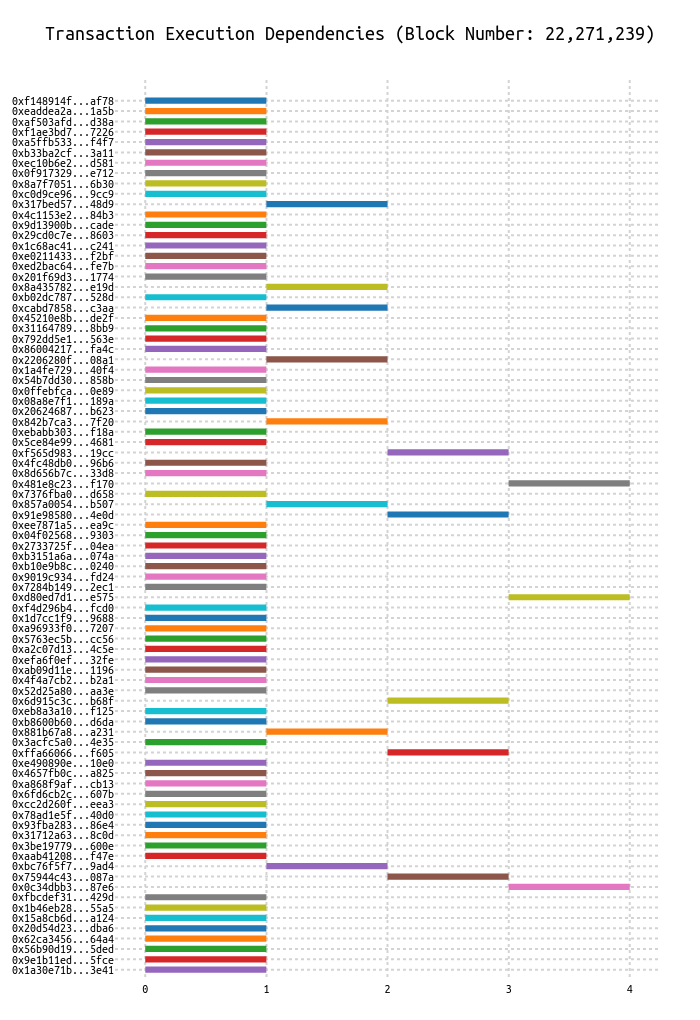 Transaction Execution Dependencies (Block Number: 22,271,239)
0xf148914f...af78
0xeaddea2a...1a5b
0xaf503afd...d38a
0xf1ae3bd7...7226
0xa5ffb533...f4f7
0xb33ba2cf...3a11
0xec10b6e2...d581
0x0f917329...e712
0x8a7f7051...6b30
0xc0d9ce96...9cc9
0x317bed57...48d9
0x4c1153e2...84b3
0x9d13900b...cade
0x29cd0c7e...8603
0x1c68ac41...c241
0xe0211433...f2bf
0xed2bac64...fe7b
0x201f69d3...1774
0x8a435782...e19d
0xb02dc787...528d
0xcabd7858...c3aa
0x45210e8b...de2f
0x31164789...8bb9
0x792dd5e1...563e
0x86004217...fa4c
0x2206280f...08a1
0x1a4fe729...40f4
0x54b7dd30...858b
0x0ffebfca...0e89
0x08a8e7f1...189a
0x20624687...b623
0x842b7ca3...7f20
0xebabb303...f18a
0x5ce84e99...4681
0xf565d983...19cc
0x4fc48db0...96b6
0x8d656b7c...33d8
0x481e8c23...f170
0x7376fba0...d658
0x857a0054...b507
0x91e98580...4e0d
0xee7871a5...ea9c
0x04f02568...9303
0x2733725f...04ea
0xb3151a6a...074a
0xb10e9b8c...0240
0x9019c934...fd24
0x7284b149...2ec1
0xd80ed7d1...e575
0xf4d296b4...fcd0
0x1d7cc1f9...9688
0xa96933f0...7207
0x5763ec5b...cc56
0xa2c07d13...4c5e
0xefa6f0ef...32fe
0xab09d11e...1196
0x4f4a7cb2...b2a1
0x52d25a80...aa3e
0x6d915c3c...b68f
0xeb8a3a10...f125
0xb8600b60...d6da
0x881b67a8...a231
0x3acfc5a0...4e35
0xffa66066...f605
0xe490890e...10e0
0x4657fb0c...a825
0xa868f9af...cb13
0x6fd6cb2c...607b
0xcc2d260f...eea3
0x78ad1e5f...40d0
0x93fba283...86e4
0x31712a63...8c0d
0x3be19779...600e
0xaab41208...f47e
0xbc76f5f7...9ad4
0x75944c43...087a
0x0c34dbb3...87e6
0xfbcdef31...429d
0x1b46eb28...55a5
0x15a8cb6d...a124
0x20d54d23...dba6
0x62ca3456...64a4
0x56b90d19...5ded
0x9e1b11ed...5fce
0x1a30e71b...3e41
0 1 2 3 4